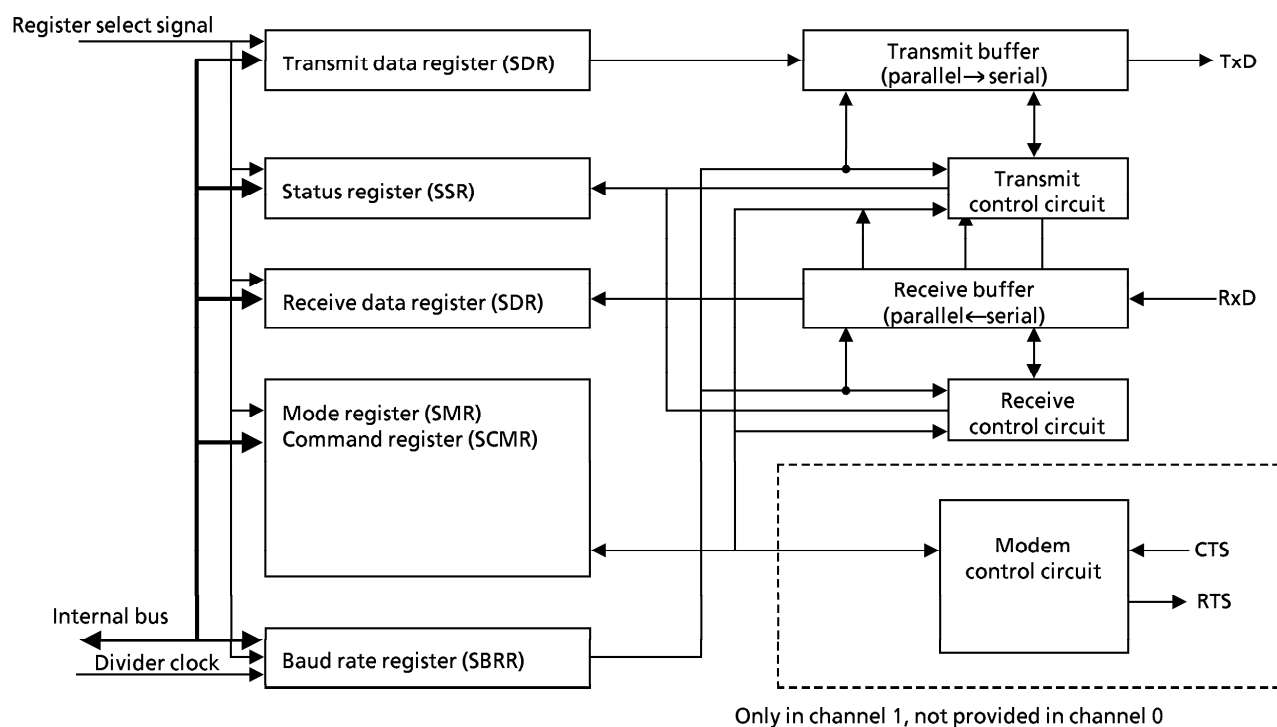 Register select signal
Transmit data register (SDR)
Transmit buffer
(parallel→serial)
TxD
Status register (SSR)
Transmit
control circuit
Receive data register (SDR)
Receive buffer
(parallel←serial)
RxD
Mode register (SMR)
Command register (SCMR)
Receive
control circuit
Modem
control circuit
CTS
RTS
Internal bus
Divider clock
Baud rate register (SBRR)
Only in channel 1, not provided in channel 0